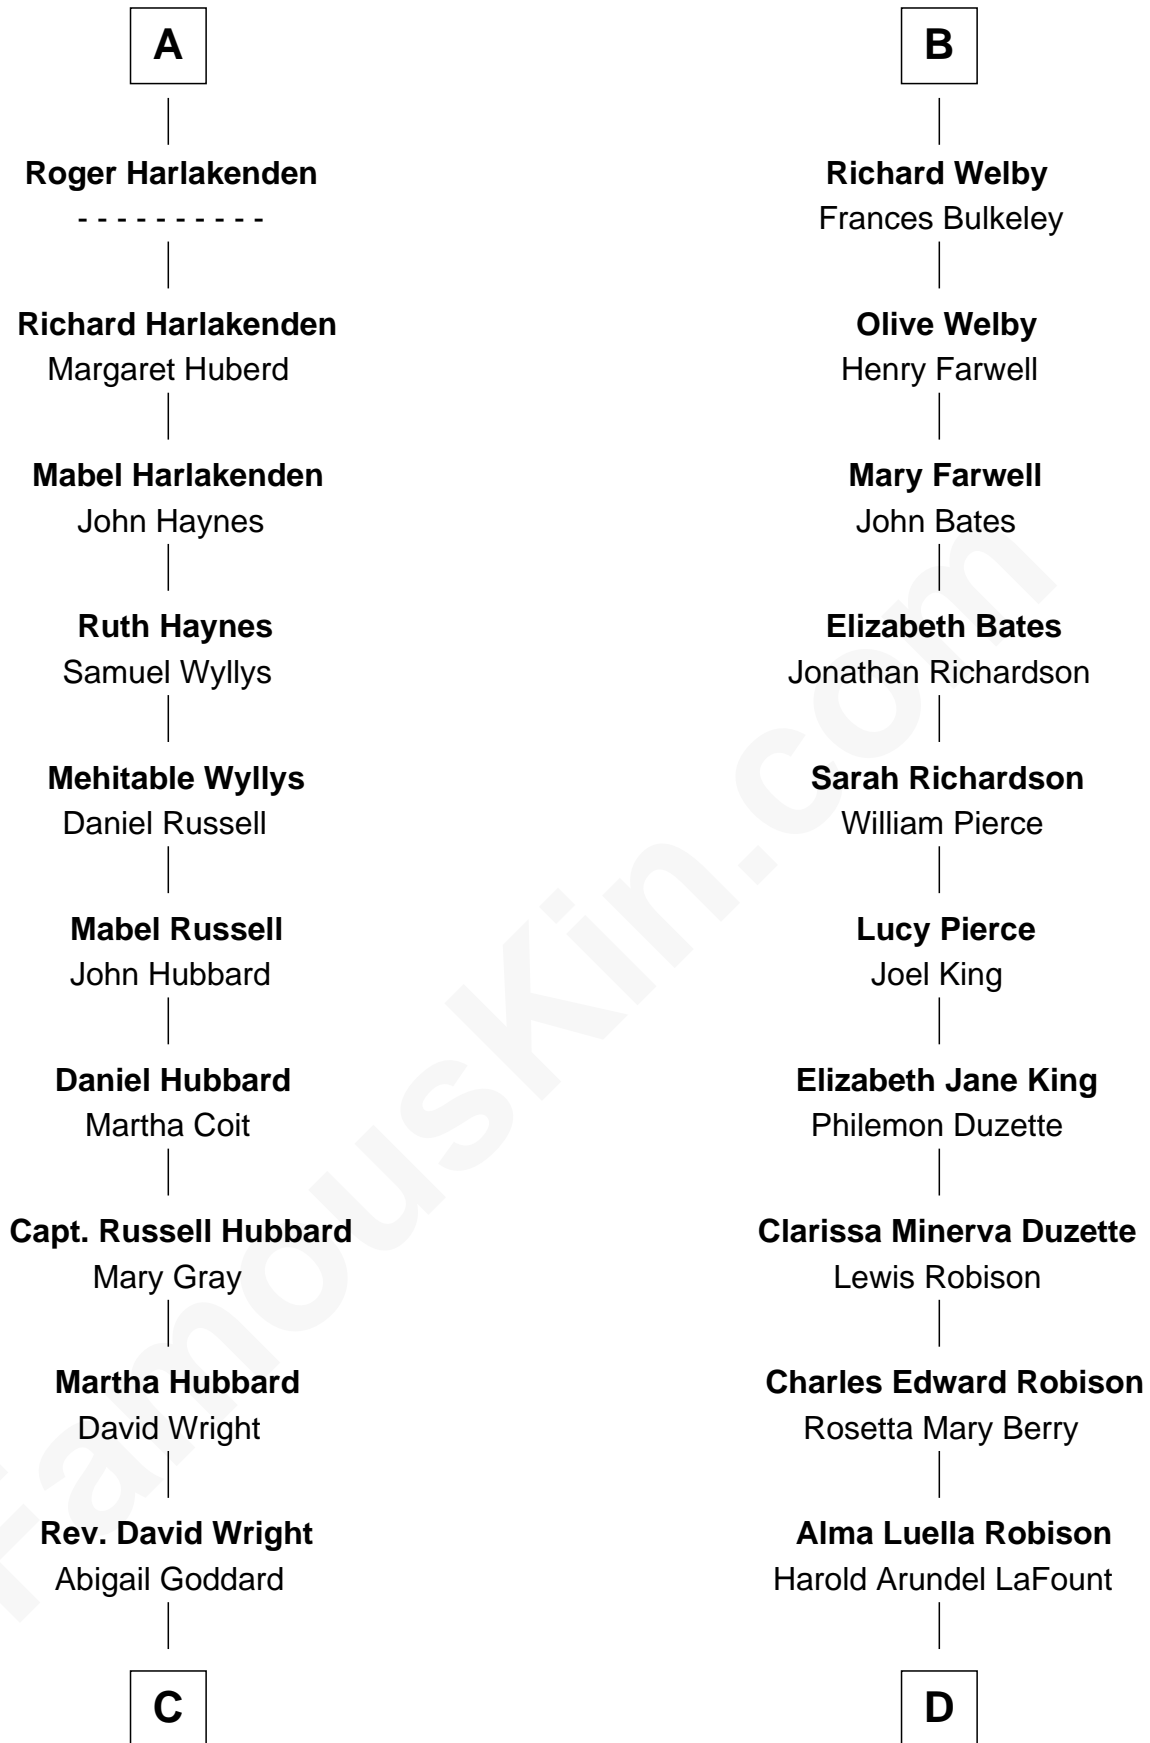 A
Roger Harlakenden
- - - - - - - - - -
Richard Harlakenden
Margaret Huberd
Mabel Harlakenden
John Haynes
Ruth Haynes
Samuel Wyllys
Mehitable Wyllys
Daniel Russell
Mabel Russell
John Hubbard
Daniel Hubbard
Martha Coit
Capt. Russell Hubbard
Mary Gray
Martha Hubbard
David Wright
Rev. David Wright
Abigail Goddard
C
B
Richard Welby
Frances Bulkeley
Olive Welby
Henry Farwell
Mary Farwell
John Bates
Elizabeth Bates
Jonathan Richardson
Sarah Richardson
William Pierce
Lucy Pierce
Joel King
Elizabeth Jane King
Philemon Duzette
Clarissa Minerva Duzette
Lewis Robison
Charles Edward Robison
Rosetta Mary Berry
Alma Luella Robison
Harold Arundel LaFount
D
FamousKin.com